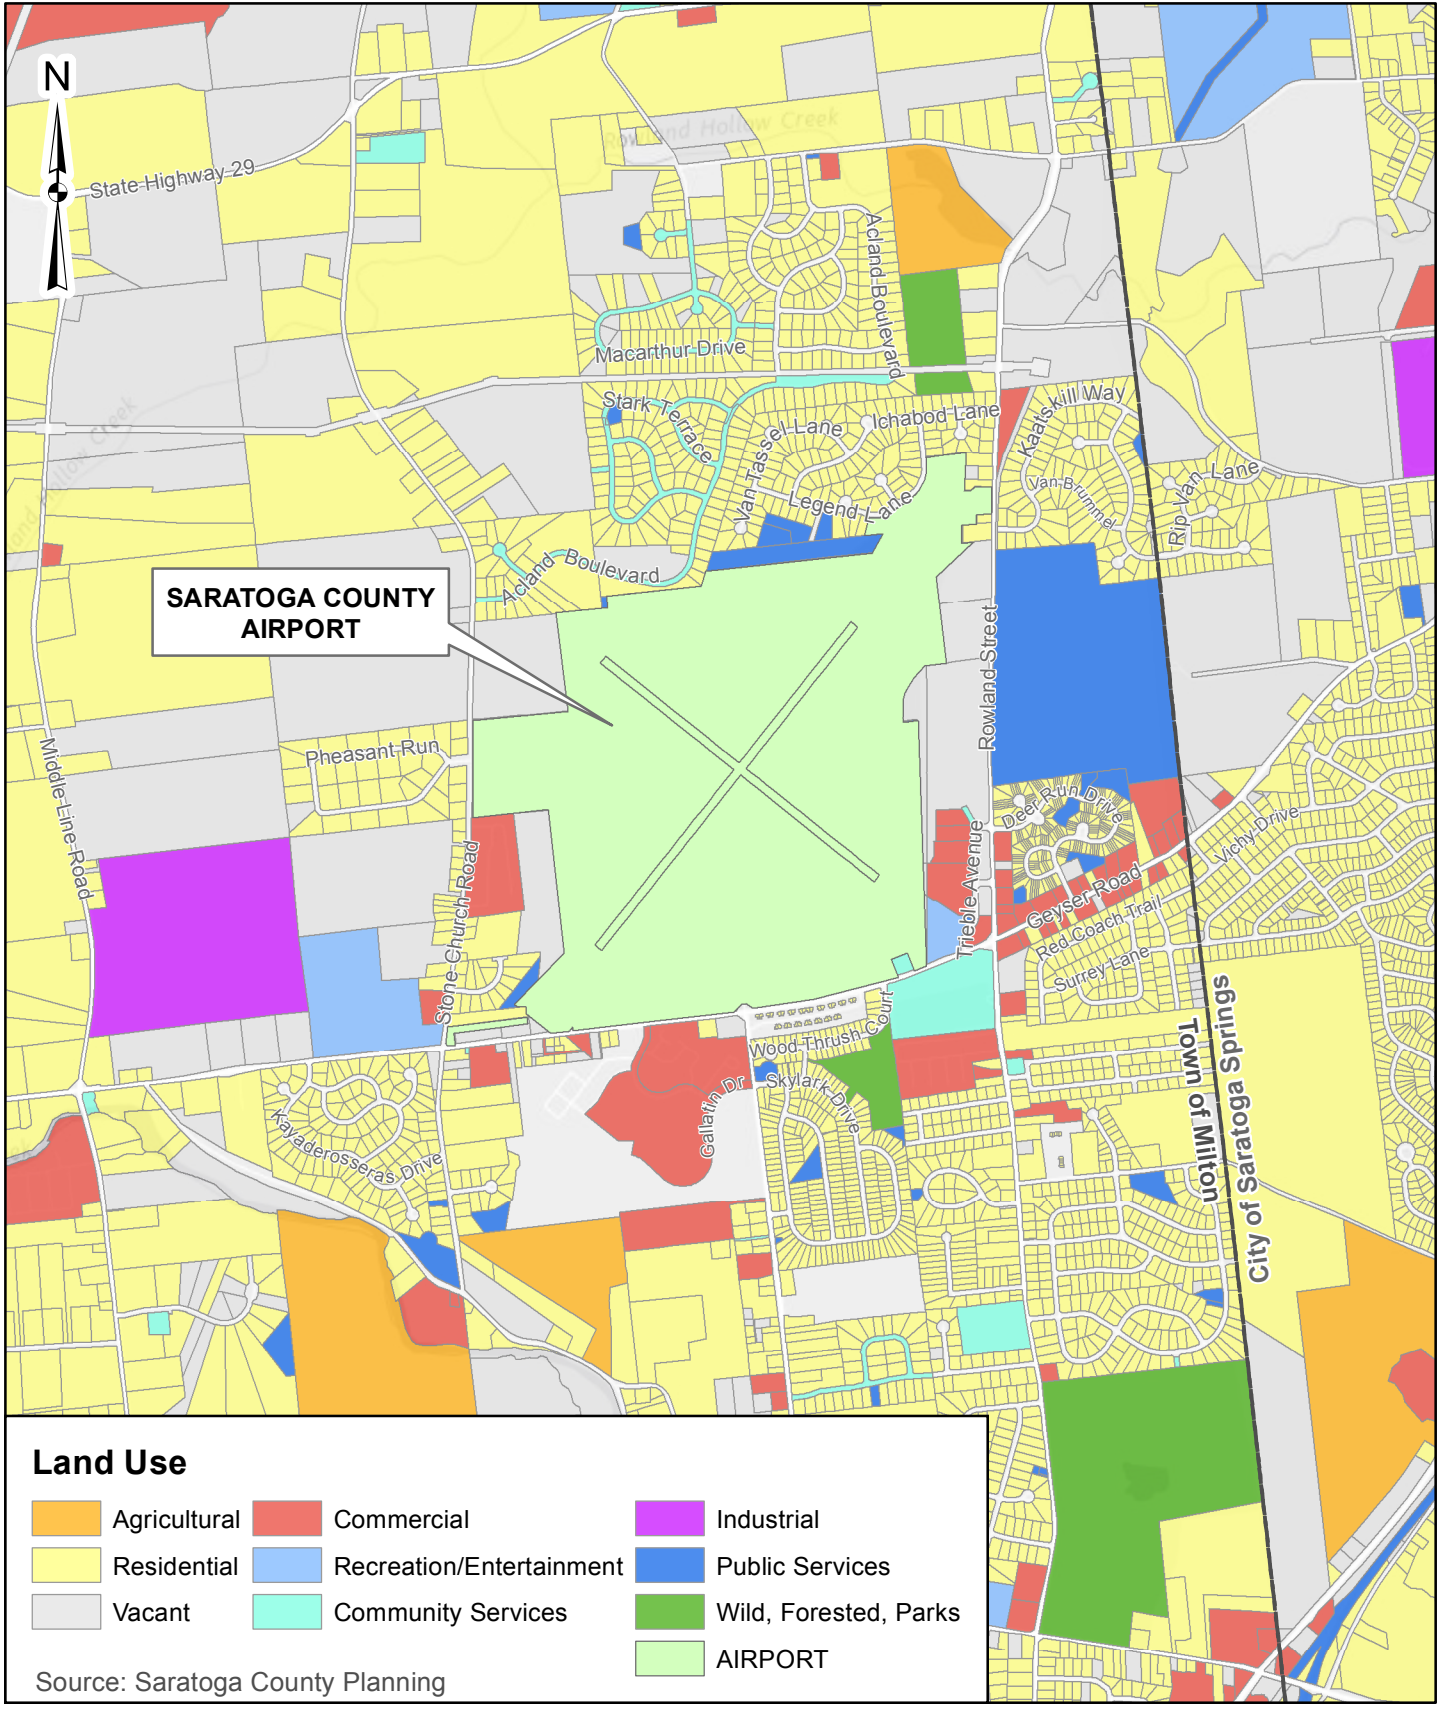 N
Rowland Hollow Creek
State Highway 29
Acland Boulevard
Macarthur Drive
Stark Terrace
Ichabod Lane
Kaatskill Way
Van Tassel Lane
Hollow Creek
Legend Lane
Van Brummel
Rip Van Lane
Acland Boulevard
SARATOGA COUNTY
AIRPORT
Rowland Street
Pheasant Run
Middle Line Road
Deer Run Drive
Vichy Drive
Trieble Avenue
Stone Church Road
Geyser Road
Red Coach Trail
Surrey Lane
Wood Thrush Court
Skylark Drive
Gallatin Dr
Kayaderosseras Drive
Town of Milton
City of Saratoga Springs
Land Use
Agricultural
Commercial
Industrial
Residential
Recreation/Entertainment
Public Services
Vacant
Community Services
Wild, Forested, Parks
AIRPORT
Source: Saratoga County Planning